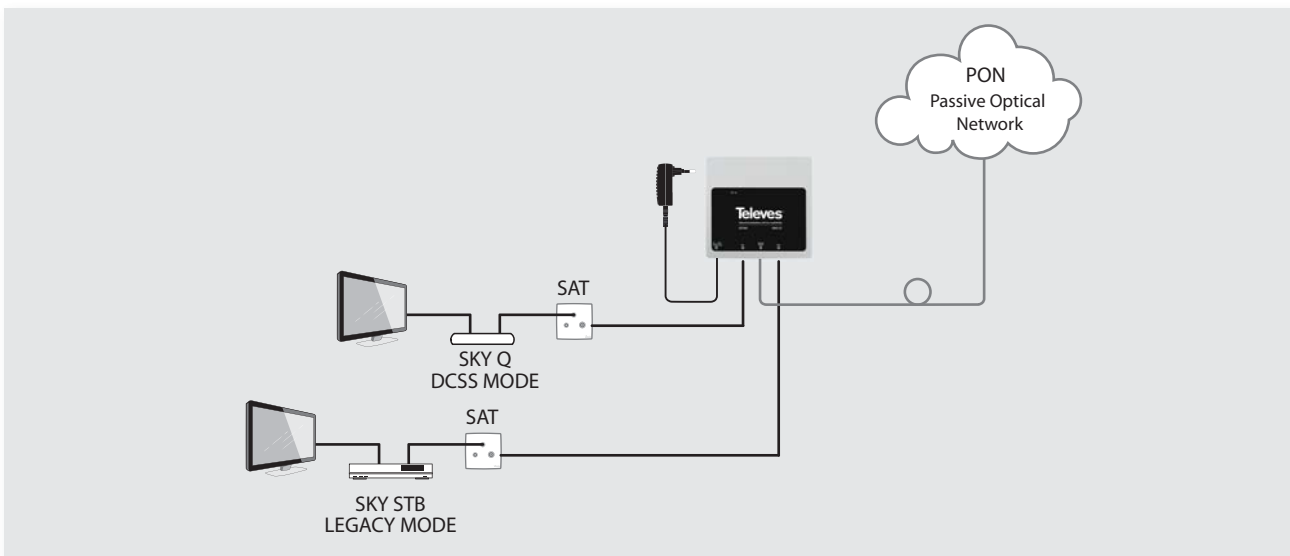 PON
Passive Optical
Network
Televes
SAT
SKY Q
DCSS MODE
SAT
SKY STB
LEGACY MODE